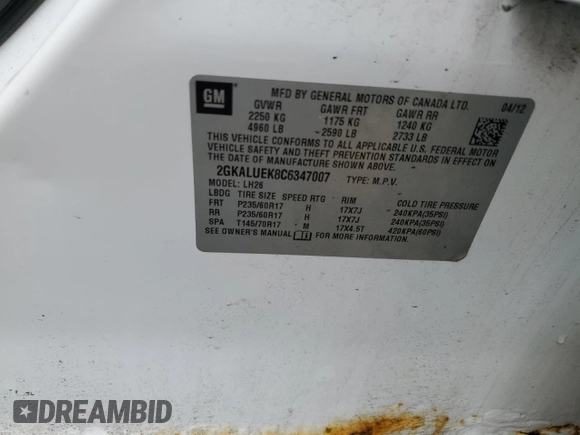 GM
MFD BY GENERAL MOTORS OF CANADA LTD. 04/12
GVWR GAWR FRT GAWR RR
2250 KG 1175 KG 1240 KG
4960 LB 2590 LB 2733 LB
THIS VEHICLE CONFORMS TO ALL APPLICABLE U.S. FEDERAL MOTOR
VEHICLE SAFETY AND THEFT PREVENTION STANDARDS IN EFFECT ON
THE DATE OF MANUFACTURE SHOWN ABOVE.
2GKALUEK8C6347007 TYPE: M.P.V.
MODEL: LH26
LBDG TIRE SIZE SPEED RTG RIM COLD TIRE PRESSURE
FRT P235/60R17 H 17X7J 240KPA(35PSI)
RR P235/60R17 H 17X7J 240KPA(35PSI)
SPA T145/70R17 M 17X4.5T 420KPA(60PSI)
SEE OWNER'S MANUAL FOR MORE INFORMATION.
DREAMBID